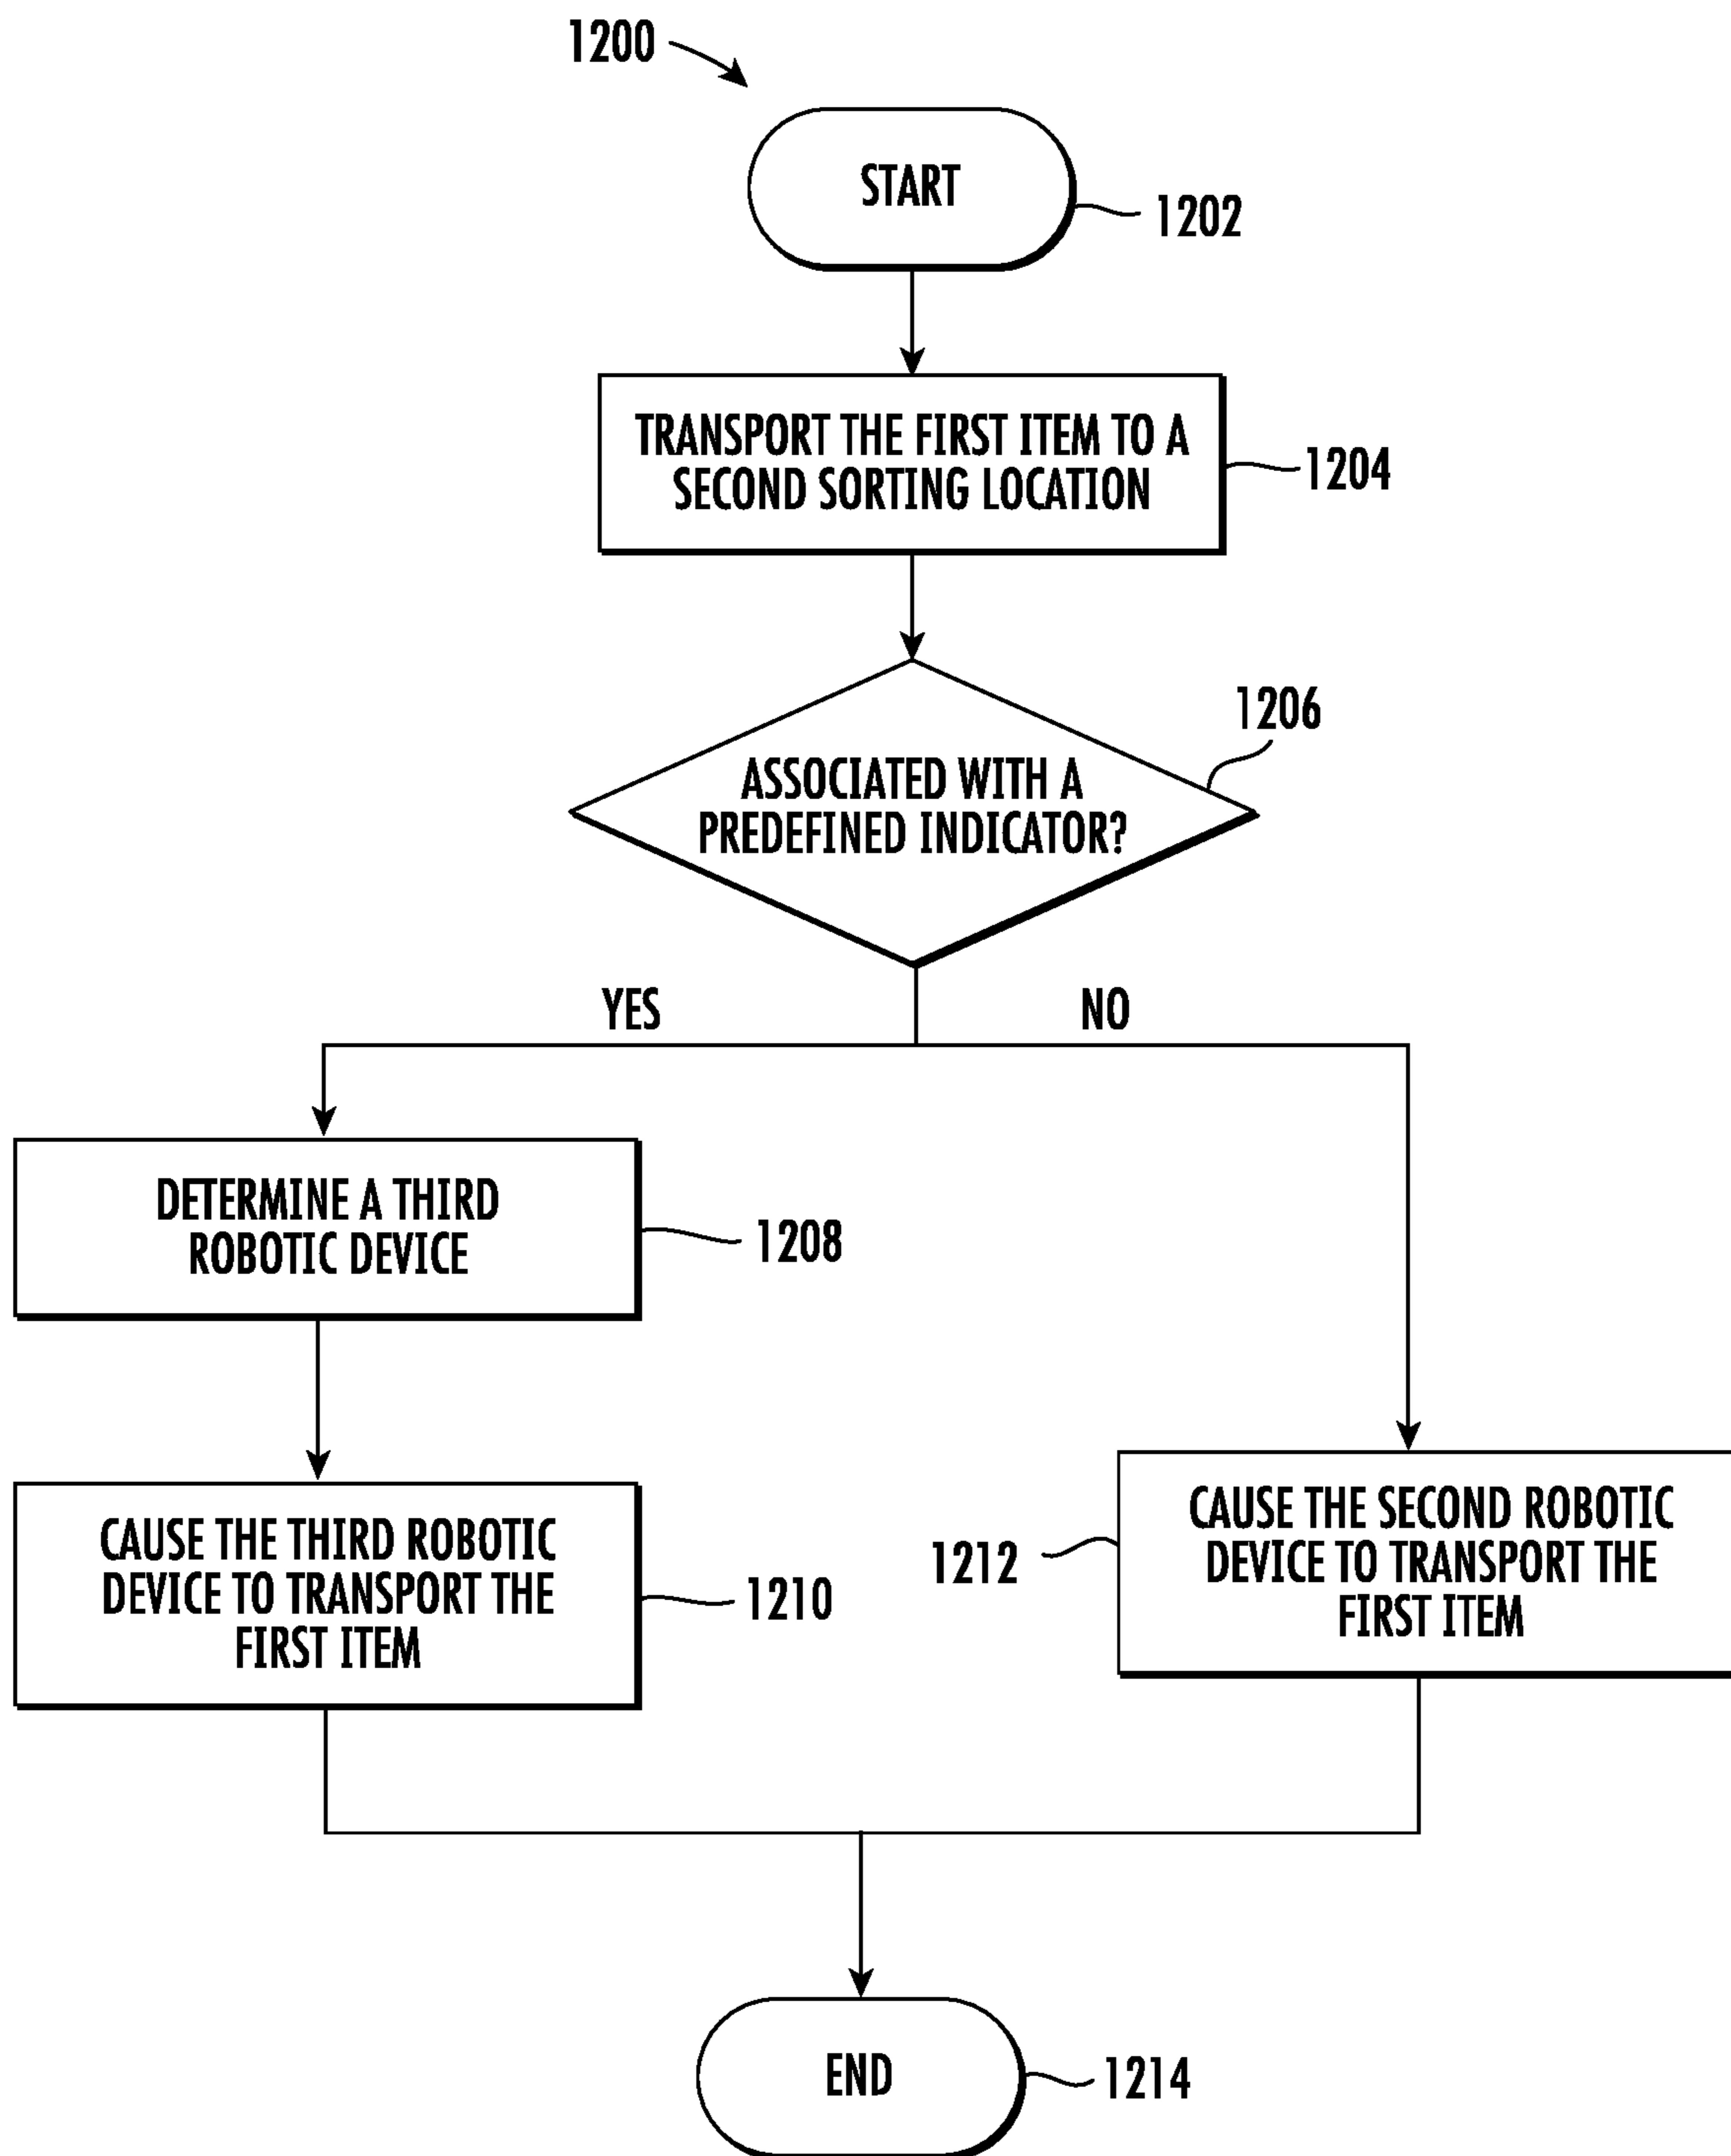 1200
START
1202
TRANSPORT THE FIRST ITEM TO A
SECOND SORTING LOCATION
1204
1206
ASSOCIATED WITH A
PREDEFINED INDICATOR?
YES
NO
DETERMINE A THIRD
ROBOTIC DEVICE
1208
CAUSE THE THIRD ROBOTIC
DEVICE TO TRANSPORT THE
FIRST ITEM
1210
1212
CAUSE THE SECOND ROBOTIC
DEVICE TO TRANSPORT THE
FIRST ITEM
END
1214